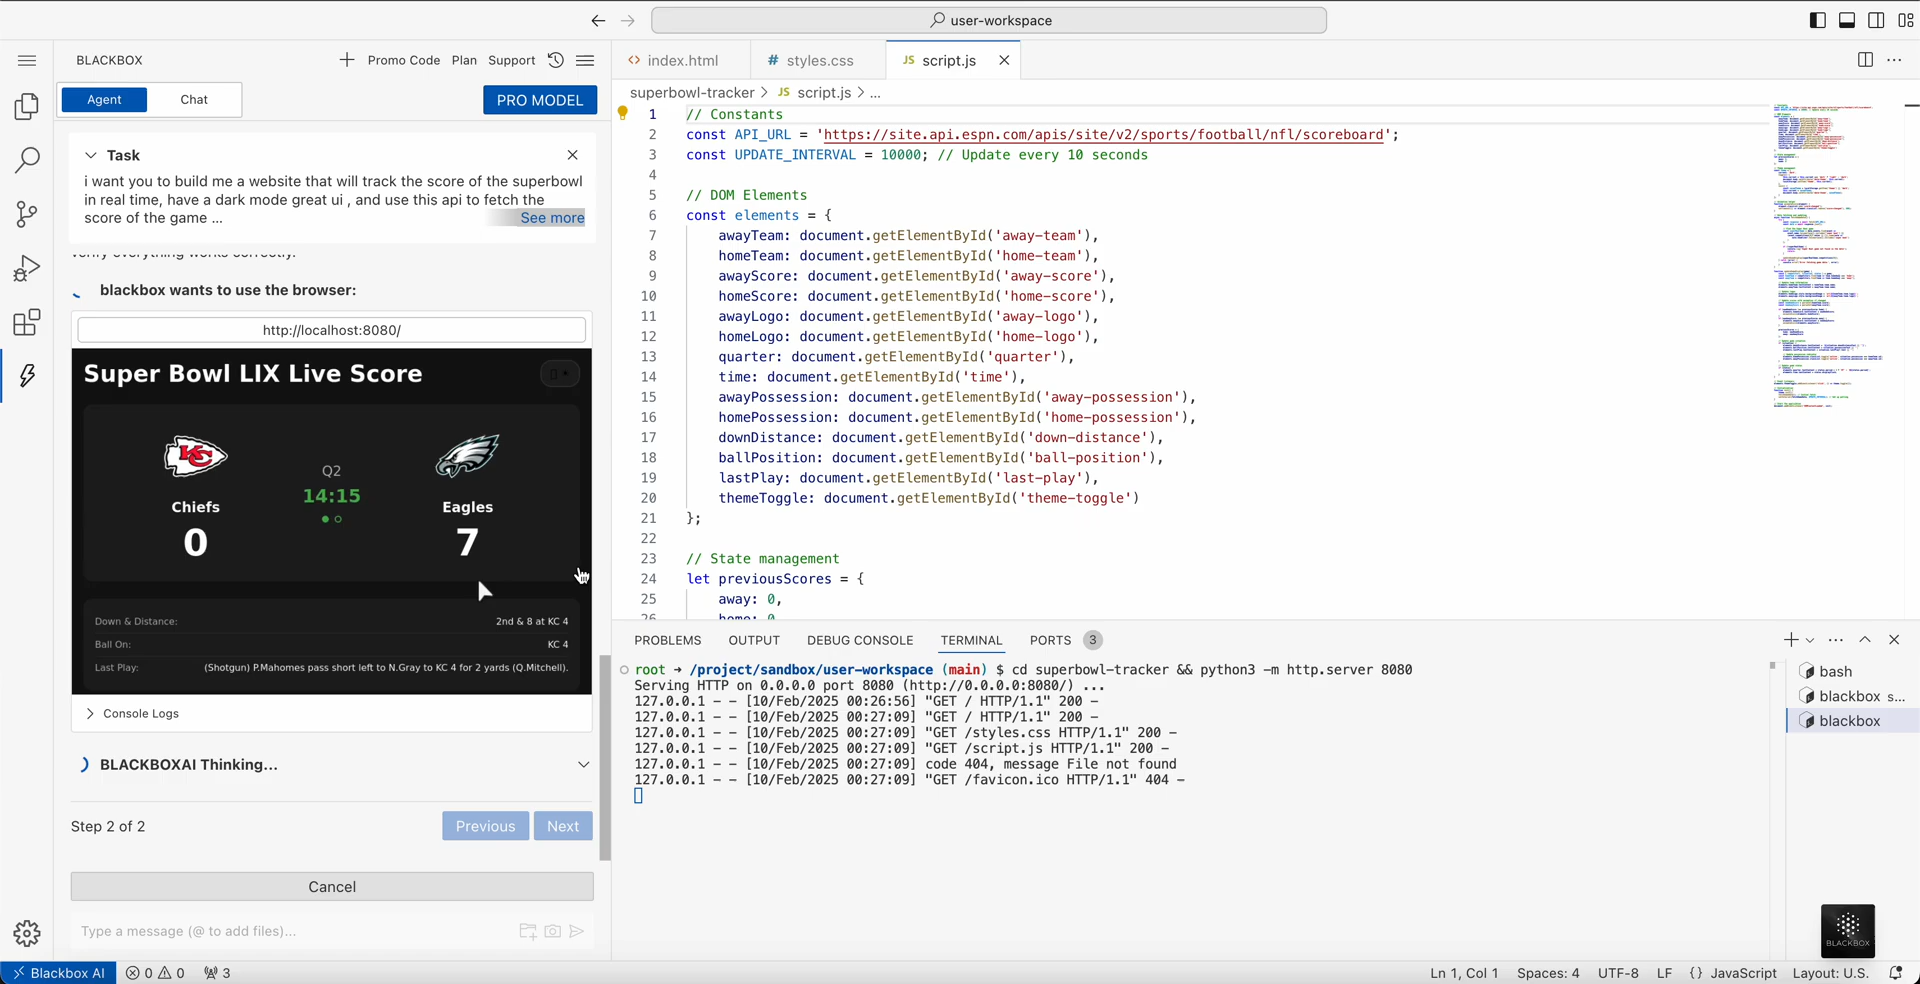 user-workspace
BLACKBOX
Promo Code Plan Support
Agent Chat PRO MODEL
Task
i want you to build me a website that will track the score of the superbowl
in real time, have a dark mode great ui , and use this api to fetch the
score of the game ...
See more
verify everything works correctly.
blackbox wants to use the browser:
http://localhost:8080/
Super Bowl LIX Live Score
Q2
14:15
Chiefs
Eagles
0
7
Down & Distance: 2nd & 8 at KC 4
Ball On: KC 4
Last Play: (Shotgun) P.Mahomes pass short left to N.Gray to KC 4 for 2 yards (Q.Mitchell).
Console Logs
BLACKBOXAI Thinking...
Step 2 of 2
Previous Next
Cancel
Type a message (@ to add files)...
index.html # styles.css JS script.js
superbowl-tracker > JS script.js > ...
1 // Constants
2 const API_URL = 'https://site.api.espn.com/apis/site/v2/sports/football/nfl/scoreboard';
3 const UPDATE_INTERVAL = 10000; // Update every 10 seconds
4
5 // DOM Elements
6 const elements = {
7 awayTeam: document.getElementById('away-team'),
8 homeTeam: document.getElementById('home-team'),
9 awayScore: document.getElementById('away-score'),
10 homeScore: document.getElementById('home-score'),
11 awayLogo: document.getElementById('away-logo'),
12 homeLogo: document.getElementById('home-logo'),
13 quarter: document.getElementById('quarter'),
14 time: document.getElementById('time'),
15 awayPossession: document.getElementById('away-possession'),
16 homePossession: document.getElementById('home-possession'),
17 downDistance: document.getElementById('down-distance'),
18 ballPosition: document.getElementById('ball-position'),
19 lastPlay: document.getElementById('last-play'),
20 themeToggle: document.getElementById('theme-toggle')
21 };
22
23 // State management
24 let previousScores = {
25 away: 0,
26 home: 0
PROBLEMS OUTPUT DEBUG CONSOLE TERMINAL PORTS 3
root → /project/sandbox/user-workspace (main) $ cd superbowl-tracker && python3 -m http.server 8080
Serving HTTP on 0.0.0.0 port 8080 (http://0.0.0.0:8080/) ...
127.0.0.1 - - [10/Feb/2025 00:26:56] "GET / HTTP/1.1" 200 -
127.0.0.1 - - [10/Feb/2025 00:27:09] "GET / HTTP/1.1" 200 -
127.0.0.1 - - [10/Feb/2025 00:27:09] "GET /styles.css HTTP/1.1" 200 -
127.0.0.1 - - [10/Feb/2025 00:27:09] "GET /script.js HTTP/1.1" 200 -
127.0.0.1 - - [10/Feb/2025 00:27:09] code 404, message File not found
127.0.0.1 - - [10/Feb/2025 00:27:09] "GET /favicon.ico HTTP/1.1" 404 -
bash
blackbox s...
blackbox
BLACKBOX
Blackbox AI 0 0 3
Ln 1, Col 1 Spaces: 4 UTF-8 LF {} JavaScript Layout: U.S.